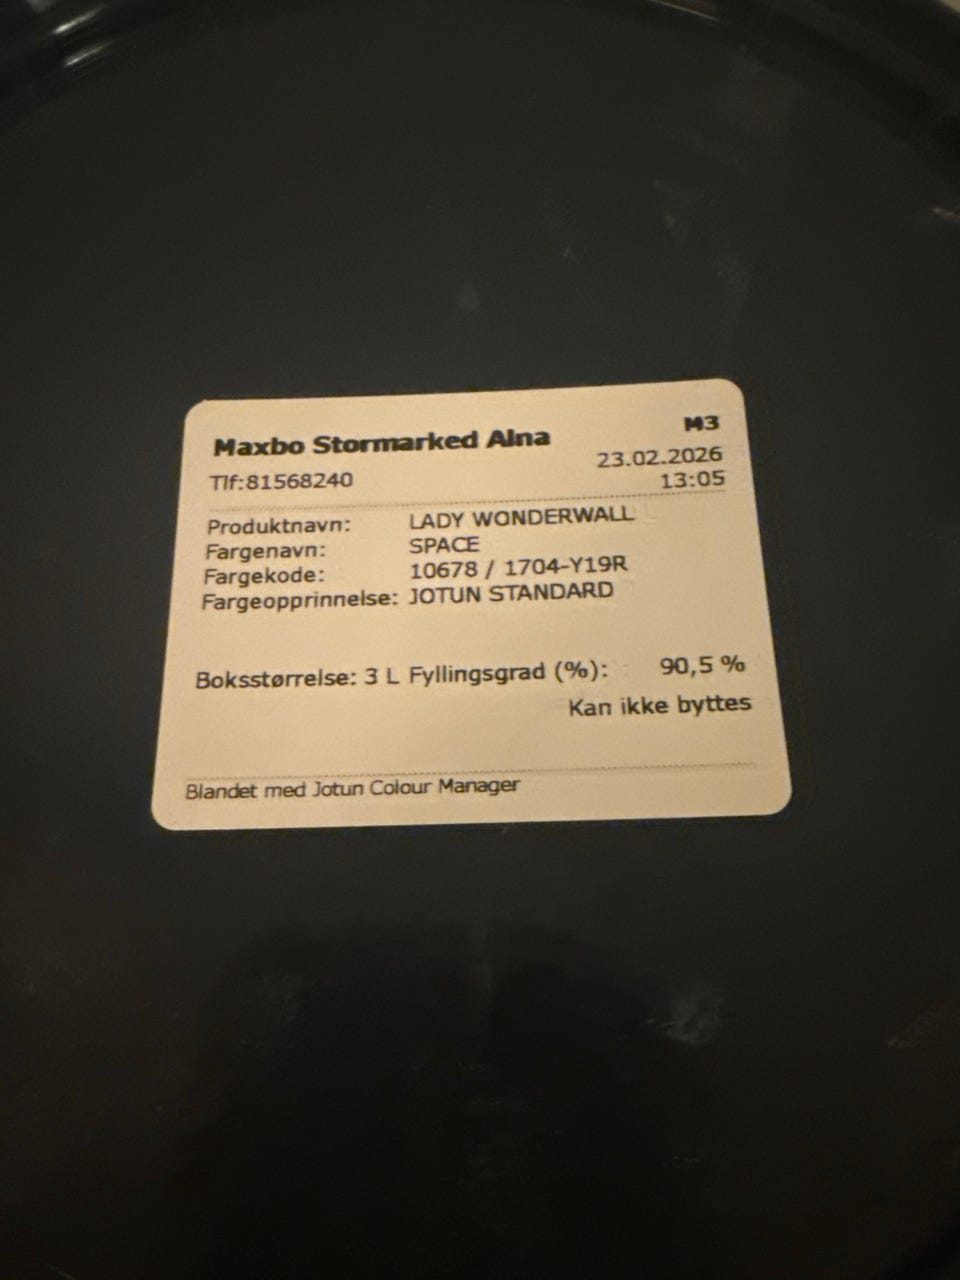 Maxbo Stormarked Alna
M3
Tlf:81568240
23.02.2026
13:05
Produktnavn: LADY WONDERWALL
Fargenavn: SPACE
Fargekode: 10678 / 1704-Y19R
Fargeopprinnelse: JOTUN STANDARD
Boksstørrelse: 3 L Fyllingsgrad (%): 90,5 %
Kan ikke byttes
Blandet med Jotun Colour Manager